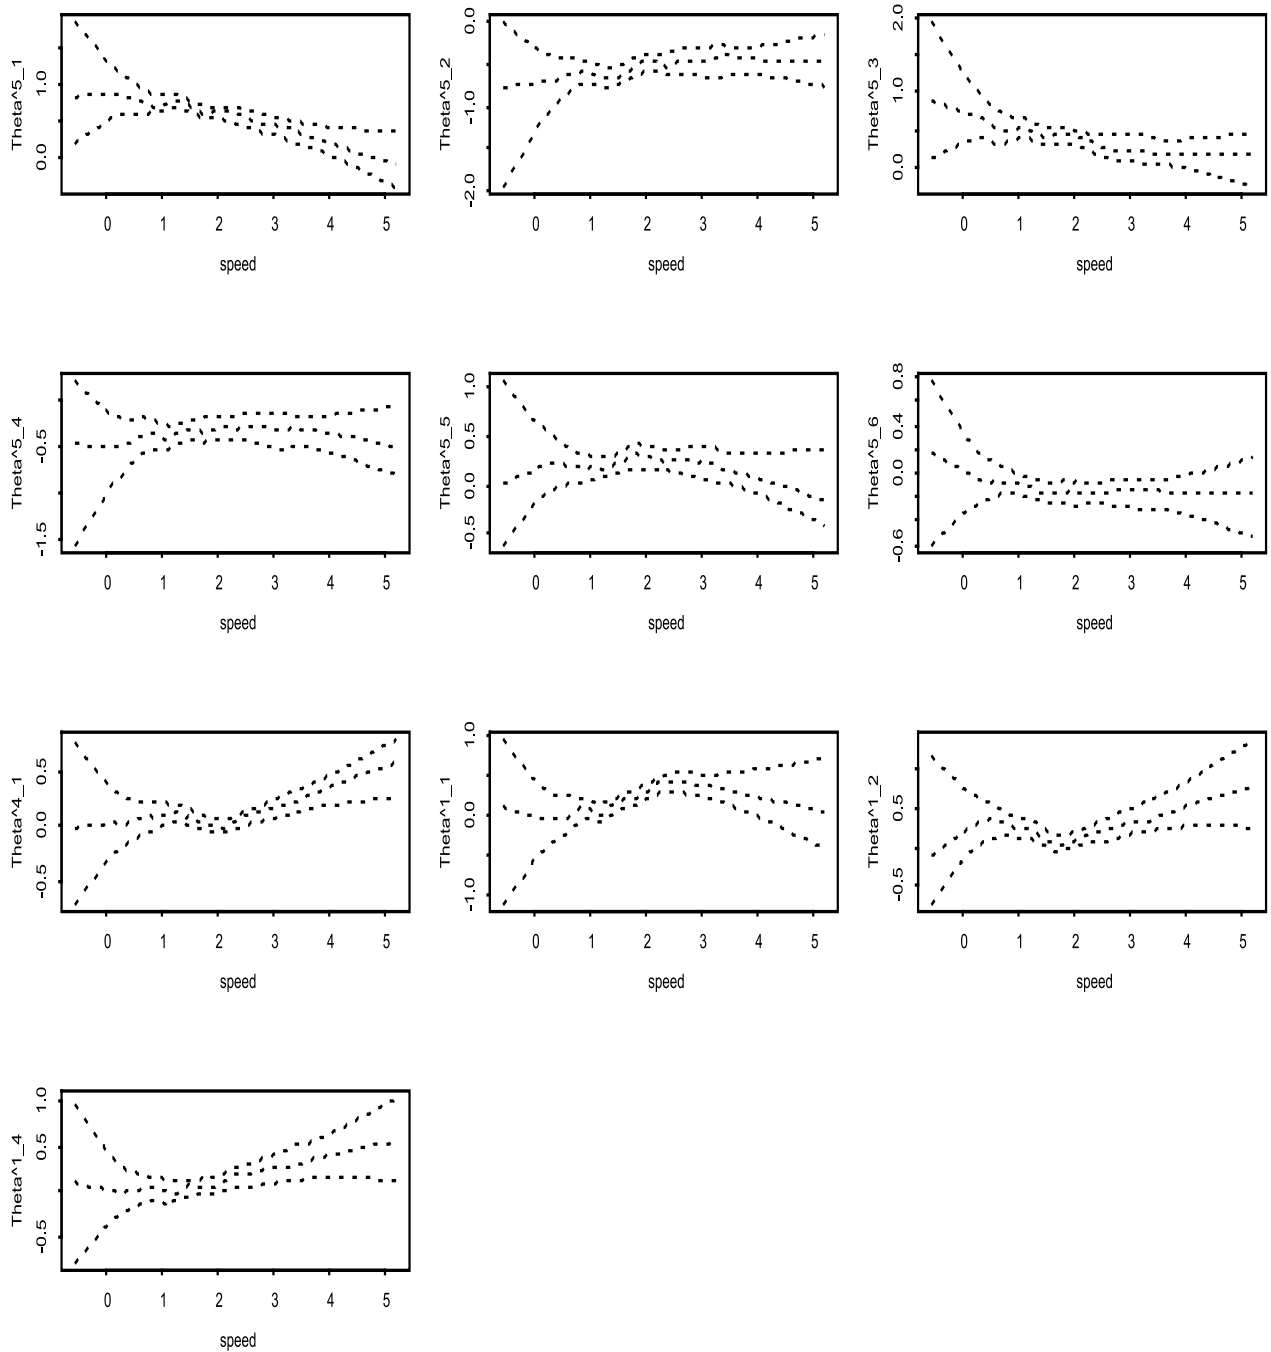 Theta^5_1
0.0 1.0
0 1 2 3 4 5
speed
Theta^5_2
-2.0 -1.0 0.0
0 1 2 3 4 5
speed
Theta^5_3
0.0 1.0 2.0
0 1 2 3 4 5
speed
Theta^5_4
-1.5 -0.5
0 1 2 3 4 5
speed
Theta^5_5
-0.5 0.0 0.5 1.0
0 1 2 3 4 5
speed
Theta^5_6
-0.6 0.0 0.4 0.8
0 1 2 3 4 5
speed
Theta^4_1
-0.5 0.0 0.5
0 1 2 3 4 5
speed
Theta^1_1
-1.0 0.0 1.0
0 1 2 3 4 5
speed
Theta^1_2
-0.5 0.5
0 1 2 3 4 5
speed
Theta^1_4
-0.5 0.5 1.0
0 1 2 3 4 5
speed